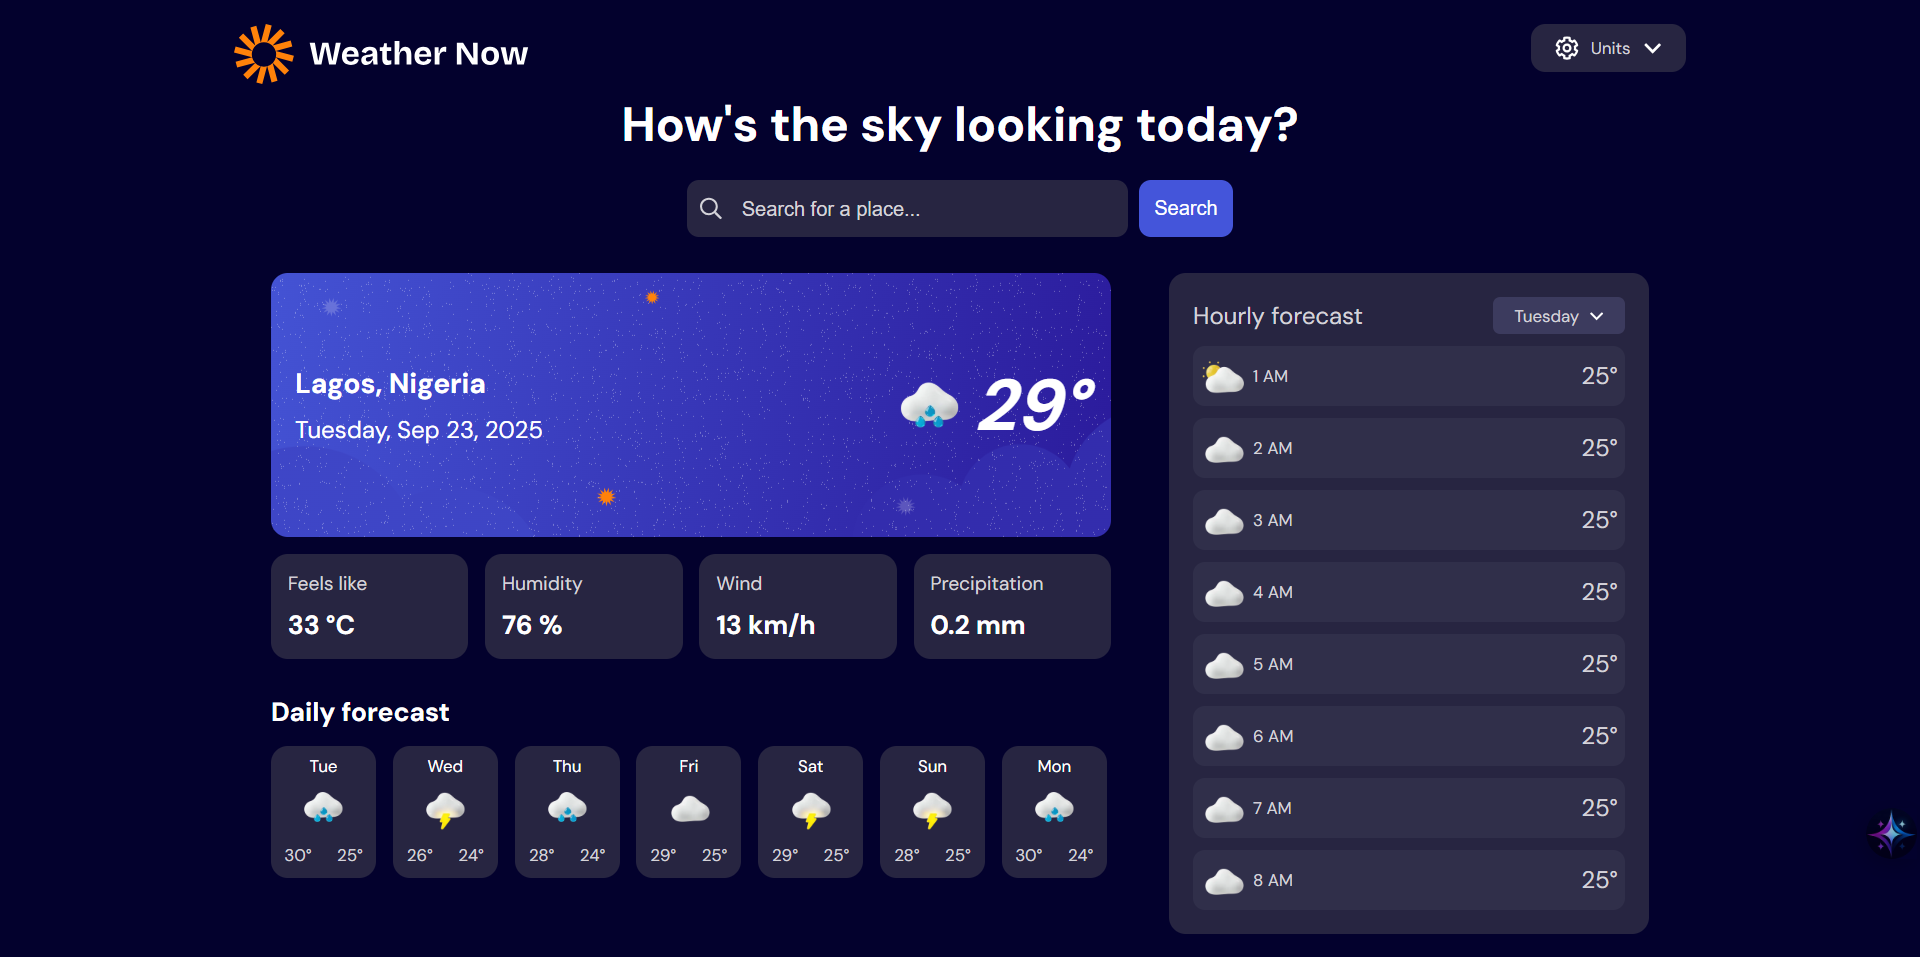 Weather Now
Units
How's the sky looking today?
Search for a place...
Search
Lagos, Nigeria
Tuesday, Sep 23, 2025
29°
Feels like
33 °C
Humidity
76 %
Wind
13 km/h
Precipitation
0.2 mm
Daily forecast
Tue
30° 25°
Wed
26° 24°
Thu
28° 24°
Fri
29° 25°
Sat
29° 25°
Sun
28° 25°
Mon
30° 24°
Hourly forecast
Tuesday
1 AM 25°
2 AM 25°
3 AM 25°
4 AM 25°
5 AM 25°
6 AM 25°
7 AM 25°
8 AM 25°